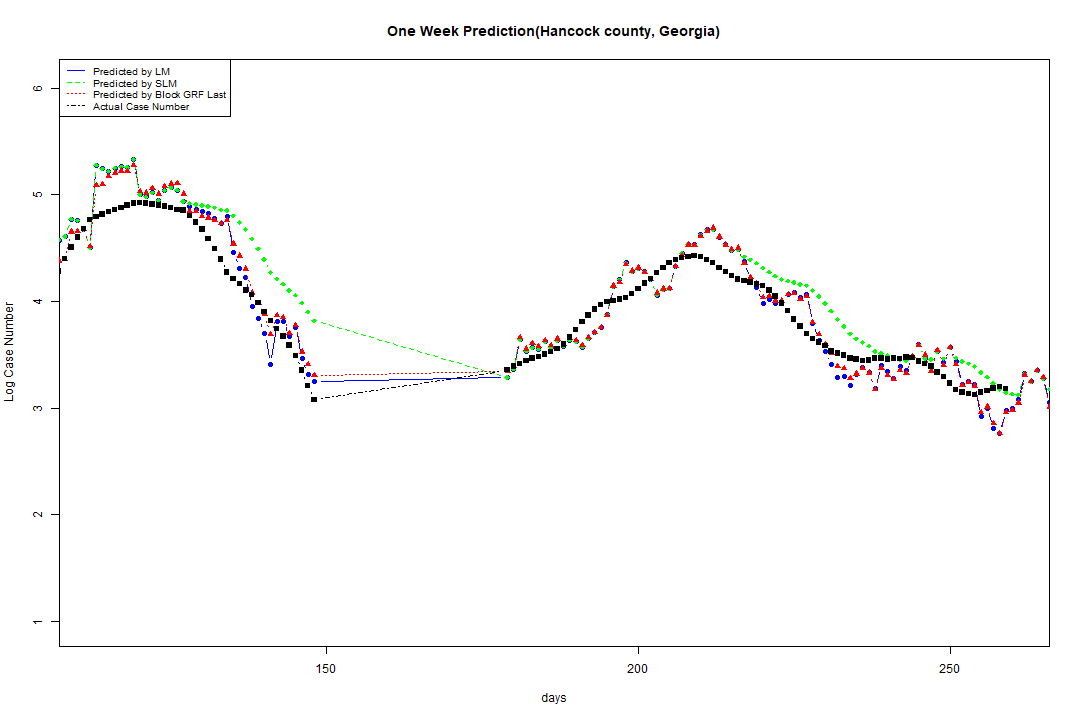 One Week Prediction(Hancock county, Georgia)
Predicted by LM
Predicted by SLM
Predicted by Block GRF Last
Actual Case Number
6
5
4
3
2
1
Log Case Number
150
200
250
days